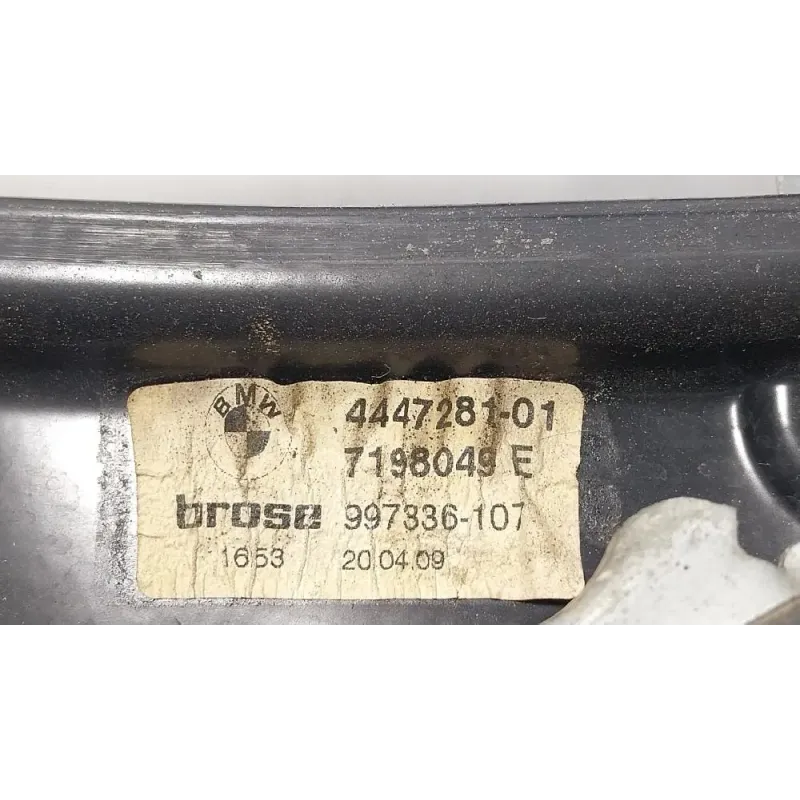 BMW
4447281-01
7198049 E
brose 997336-107
1653 20.04.09